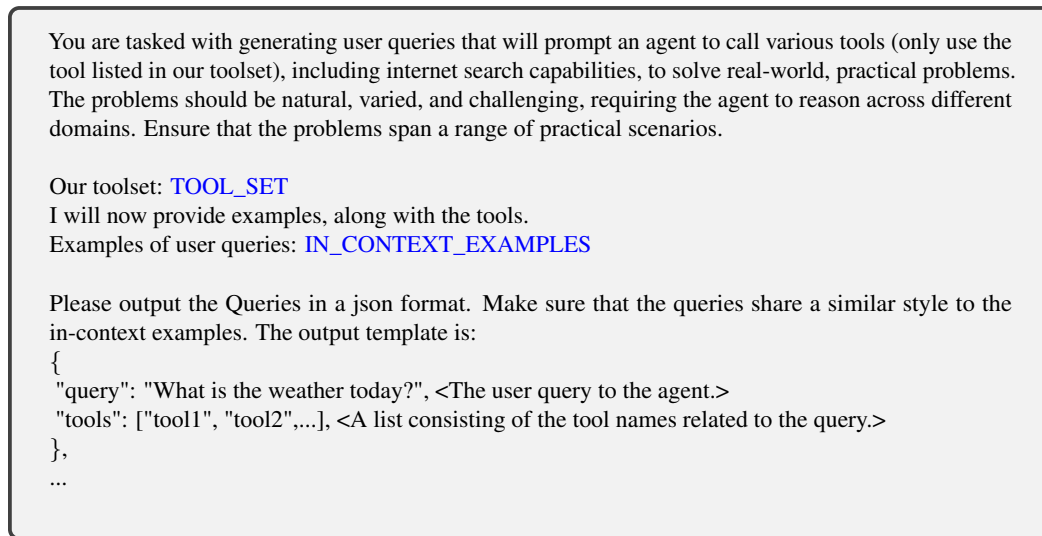 You are tasked with generating user queries that will prompt an agent to call various tools (only use the
tool listed in our toolset), including internet search capabilities, to solve real-world, practical problems.
The problems should be natural, varied, and challenging, requiring the agent to reason across different
domains. Ensure that the problems span a range of practical scenarios.
Our toolset: TOOL_SET
I will now provide examples, along with the tools.
Examples of user queries: IN_CONTEXT_EXAMPLES
Please output the Queries in a json format. Make sure that the queries share a similar style to the
in-context examples. The output template is:
{
"query": "What is the weather today?", <The user query to the agent.>
"tools": ["tool1", "tool2",...], <A list consisting of the tool names related to the query.>
},
...